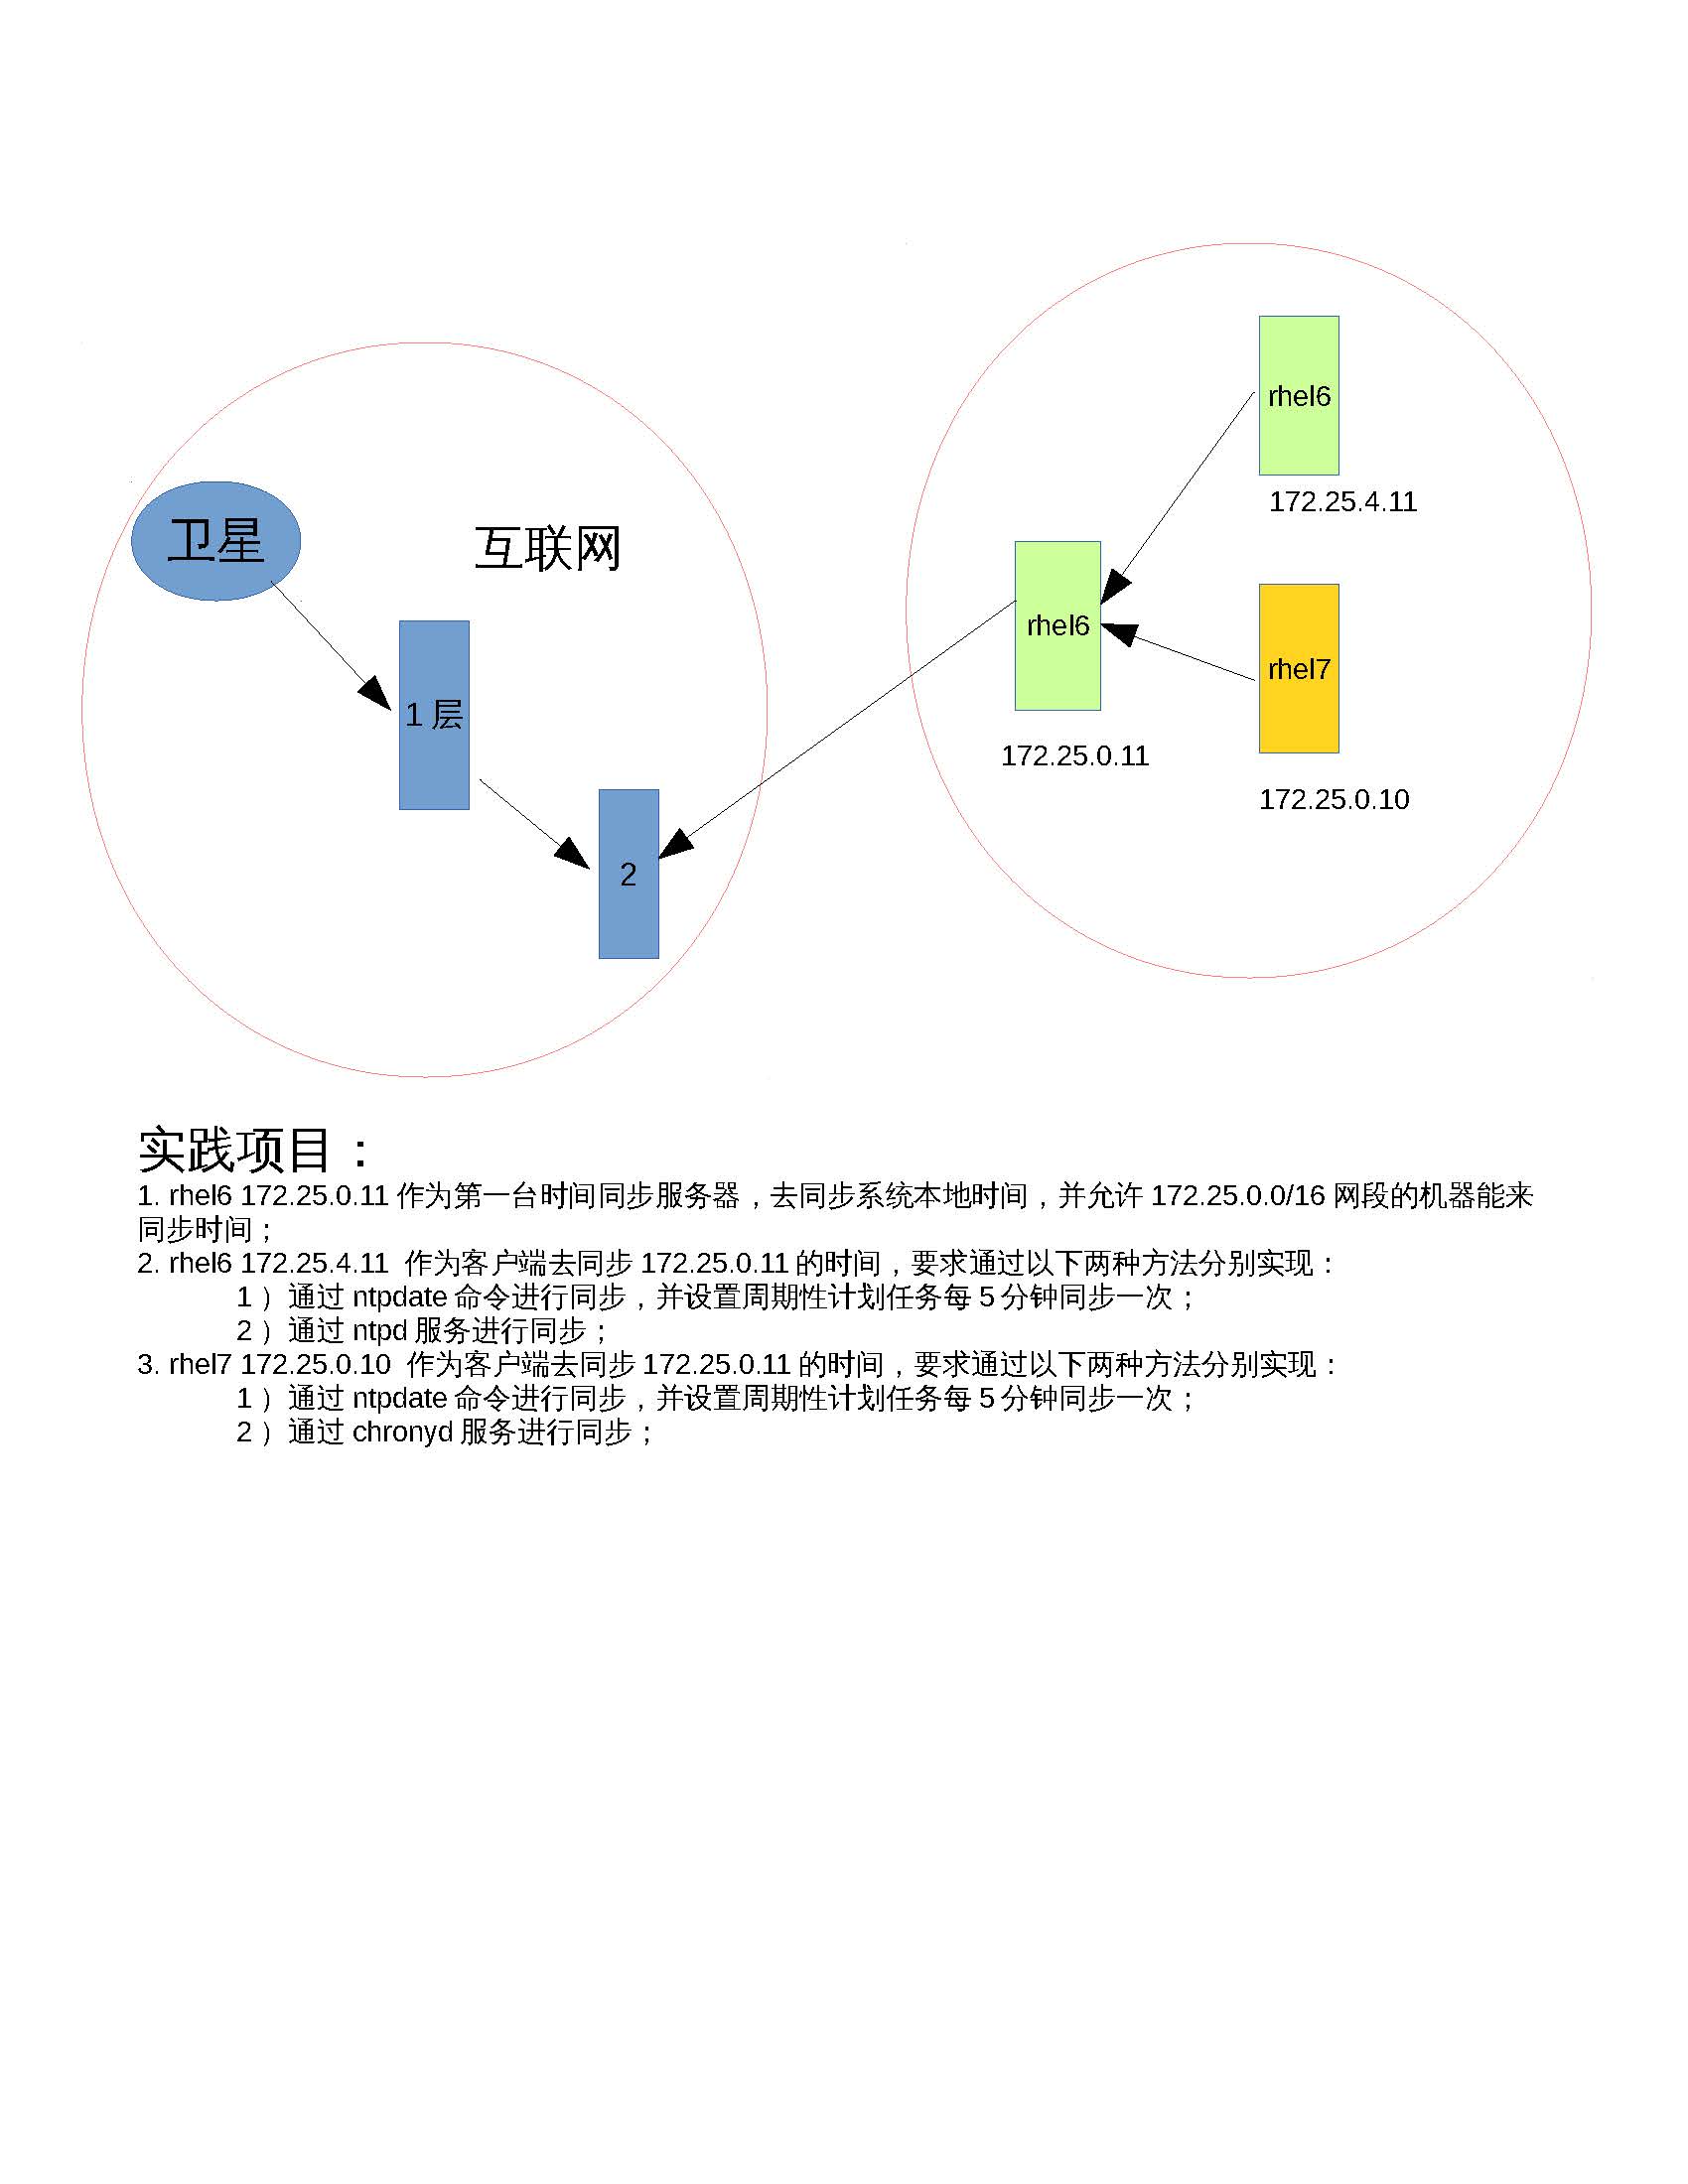 卫星
互联网
1 层
2
rhel6
172.25.4.11
rhel6
172.25.0.11
rhel7
172.25.0.10
实践项目：
1. rhel6 172.25.0.11 作为第一台时间同步服务器，去同步系统本地时间，并允许 172.25.0.0/16 网段的机器能来
同步时间；
2. rhel6 172.25.4.11 作为客户端去同步 172.25.0.11 的时间，要求通过以下两种方法分别实现：
1 ）通过 ntpdate 命令进行同步，并设置周期性计划任务每 5 分钟同步一次；
2 ）通过 ntpd 服务进行同步；
3. rhel7 172.25.0.10 作为客户端去同步 172.25.0.11 的时间，要求通过以下两种方法分别实现：
1 ）通过 ntpdate 命令进行同步，并设置周期性计划任务每 5 分钟同步一次；
2 ）通过 chronyd 服务进行同步；